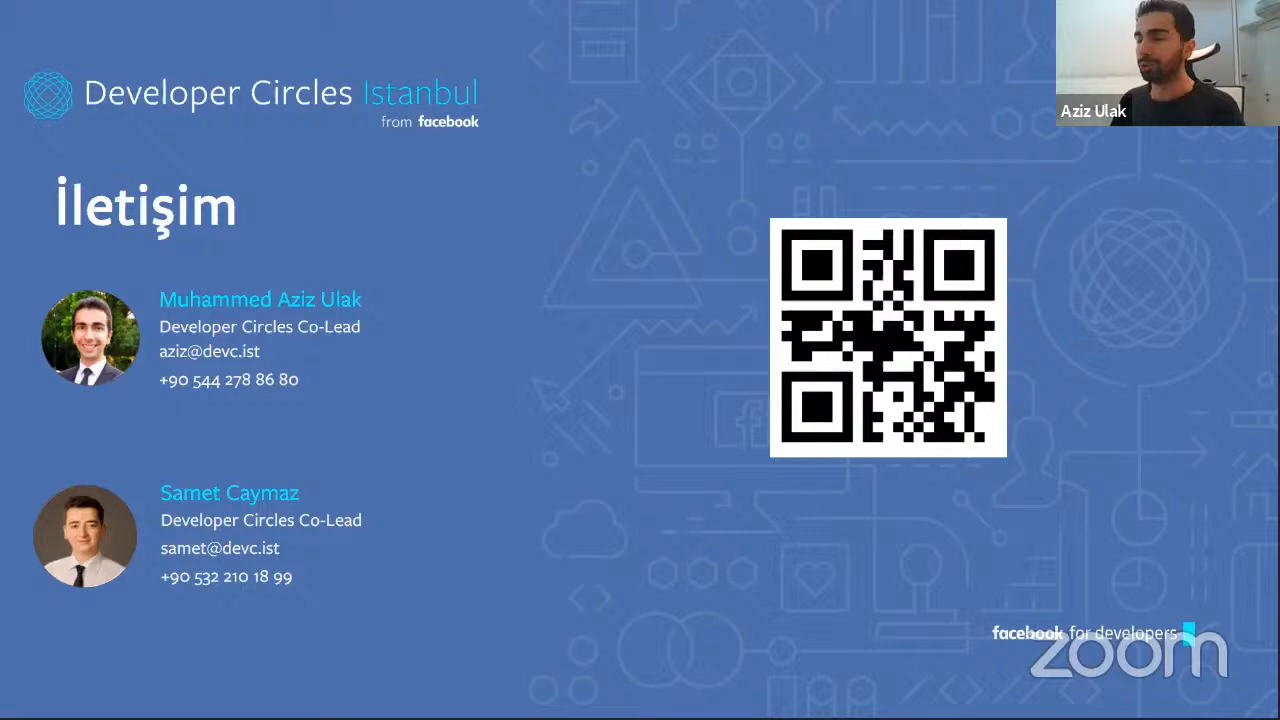 Developer Circles Istanbul
from facebook
Aziz Ulak
İletişim
Muhammed Aziz Ulak
Developer Circles Co-Lead
aziz@devc.ist
+90 544 278 86 80
Samet Caymaz
Developer Circles Co-Lead
samet@devc.ist
+90 532 210 18 99
facebook for developers
zoom